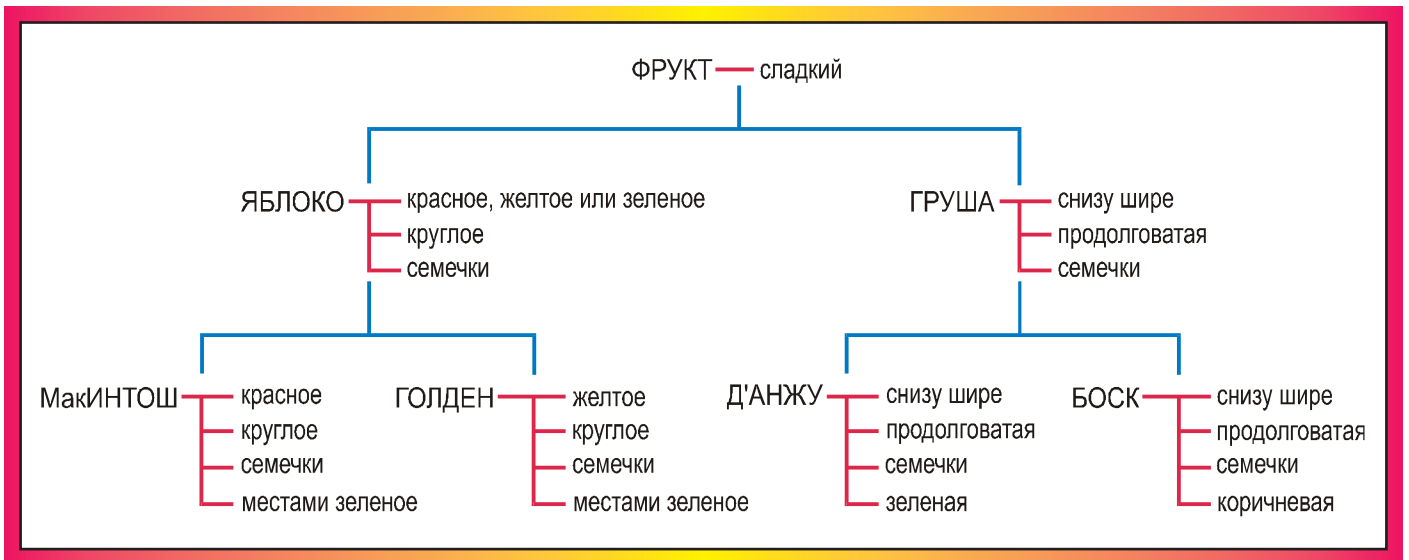 ФРУКТ сладкий
ЯБЛОКО красное, желтое или зеленое
круглое
семечки
ГРУША снизу шире
продолговатая
семечки
МакИНТОШ красное
круглое
семечки
местами зеленое
ГОЛДЕН желтое
круглое
семечки
местами зеленое
Д'АНЖУ снизу шире
продолговатая
семечки
зеленая
БОСК снизу шире
продолговатая
семечки
коричневая